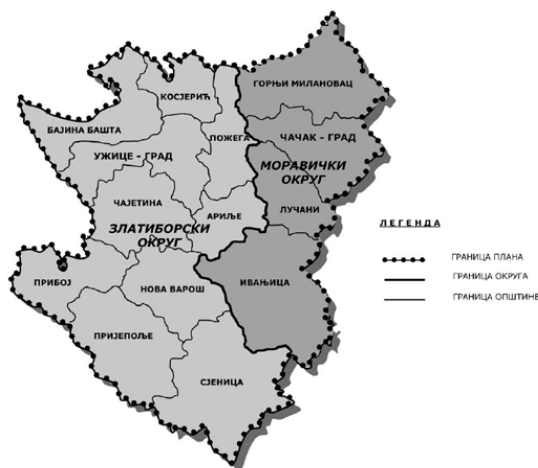 ГОРЊИ МИЛАНОВАЦ
КОСЈЕРИЋ
БАЈИНА БАШТА
ПОЖЕГА
ЧАЧАК - ГРАД
УЖИЦЕ - ГРАД
МОРАВИЧКИ
ОКРУГ
ЧАЈЕТИНА
АРИЉЕ
ЛУЧАНИ
ЗЛАТИБОРСКИ
ОКРУГ
ПРИБОЈ
НОВА ВАРОШ
ИВАЊИЦА
ПРИЈЕПОЉЕ
СЈЕНИЦА
ЛЕГЕНДА
ГРАНИЦА ПЛАНА
ГРАНИЦА ОКРУГА
ГРАНИЦА ОПШТИНЕ